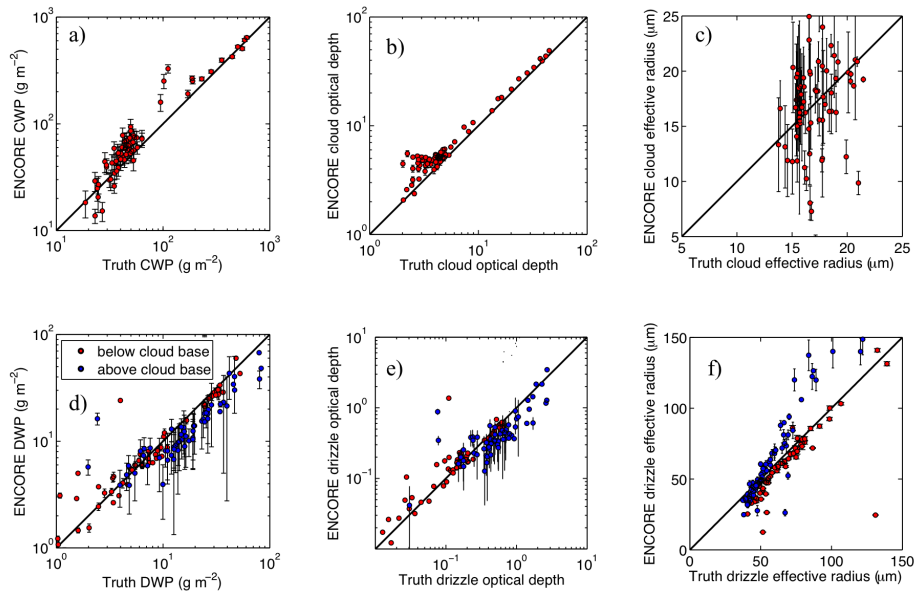 a)
10³
10²
10¹
ENCORE CWP (g m⁻²)
10¹ 10² 10³
Truth CWP (g m⁻²)
b)
10²
10¹
10⁰
ENCORE cloud optical depth
10⁰ 10¹ 10²
Truth cloud optical depth
c)
25
20
15
10
5
ENCORE cloud effective radius (μm)
5 10 15 20 25
Truth cloud effective radius (μm)
below cloud base
above cloud base
d)
10²
10¹
10⁰
ENCORE DWP (g m⁻²)
10⁰ 10¹ 10²
Truth DWP (g m⁻²)
e)
10¹
10⁰
10⁻¹
ENCORE drizzle optical depth
10⁻¹ 10⁰ 10¹
Truth drizzle optical depth
f)
150
100
50
0
ENCORE drizzle effective radius (μm)
0 50 100 150
Truth drizzle effective radius (μm)